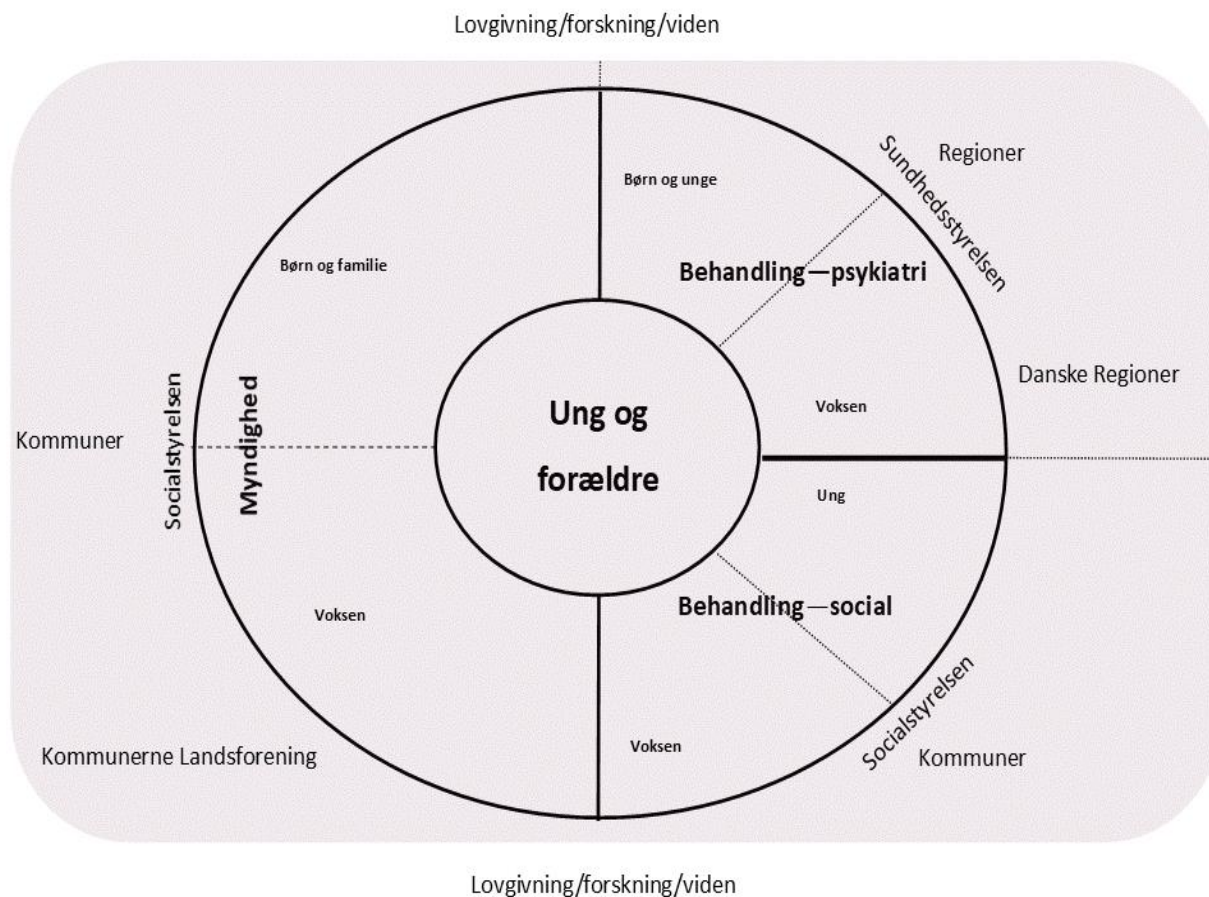 Lovgivning/forskning/viden
Regioner
Sundhedsstyrelsen
Børn og unge
Børn og familie
Behandling—psykiatri
Danske Regioner
Voksen
Ung og
forældre
Kommuner
Socialstyrelsen
Myndighed
Ung
Behandling—social
Voksen
Voksen
Socialstyrelsen
Kommuner
Kommunerne Landsforening
Lovgivning/forskning/viden